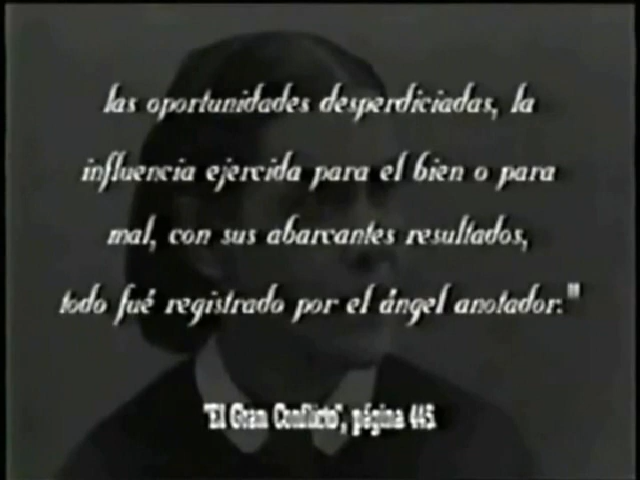 las oportunidades desperdiciadas, la
influencia ejercida para el bien o para
mal, con sus abarcantes resultados,
todo fué registrado por el ángel anotador."
"El Gran Conflicto", página 445.